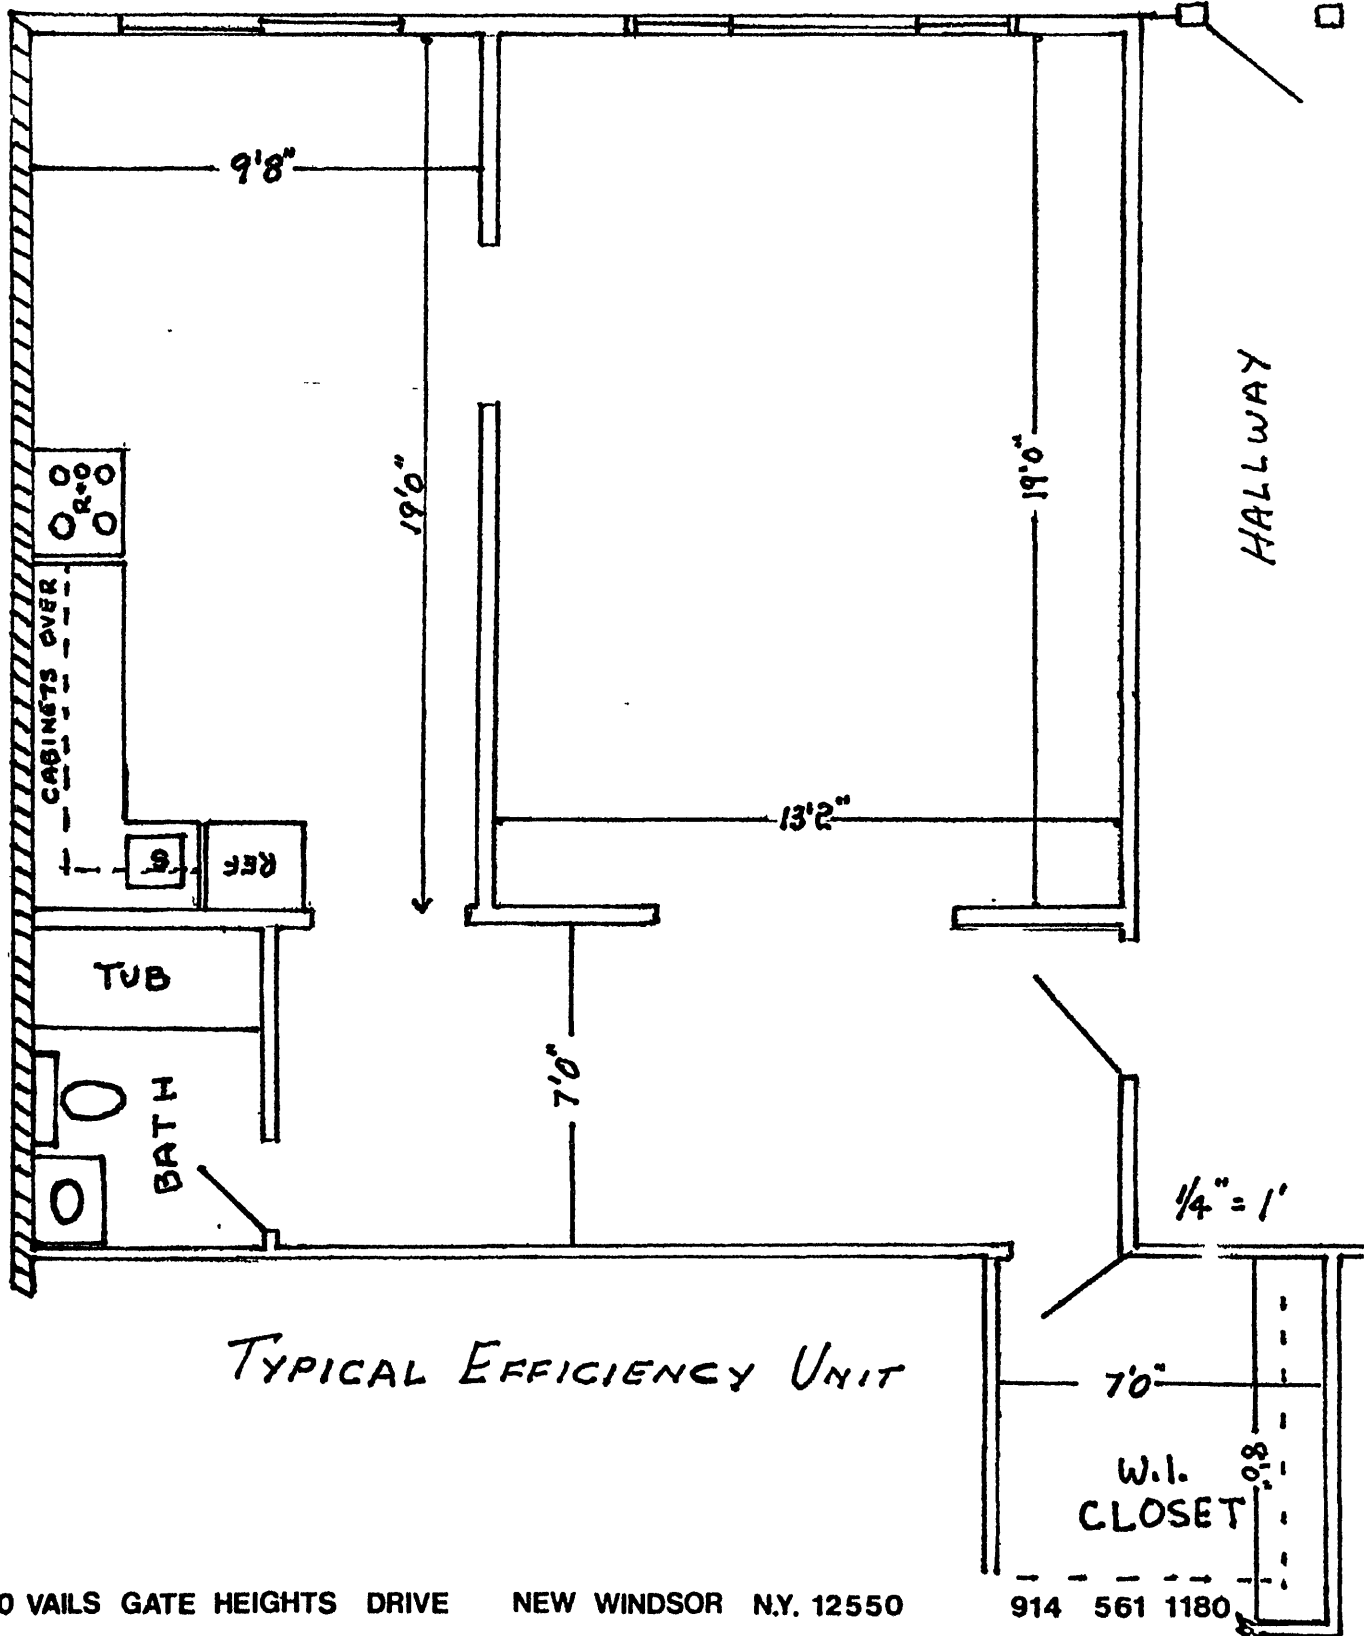 9'8"
HALLWAY
R+O
19'0"
19'0"
CABINETS OVER
13'2"
S
REF
TUB
7'0"
BATH
1/4" = 1'
TYPICAL EFFICIENCY UNIT
7'0"
8'0"
W.I.
CLOSET
0 VAILS GATE HEIGHTS DRIVE NEW WINDSOR N.Y. 12550 914 561 1180